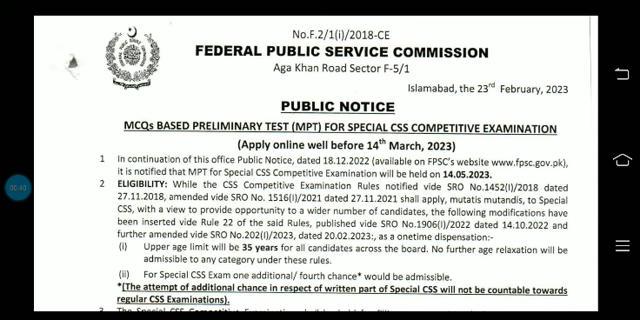 No.F.2/1(i)/2018-CE
FEDERAL PUBLIC SERVICE COMMISSION
Aga Khan Road Sector F-5/1
Islamabad, the 23rd February, 2023
PUBLIC NOTICE
MCQs BASED PRELIMINARY TEST (MPT) FOR SPECIAL CSS COMPETITIVE EXAMINATION
(Apply online well before 14th March, 2023)
1 In continuation of this office Public Notice, dated 18.12.2022 (available on FPSC's website www.fpsc.gov.pk),
it is notified that MPT for Special CSS Competitive Examination will be held on 14.05.2023.
2 ELIGIBILITY: While the CSS Competitive Examination Rules notified vide SRO No.1452(I)/2018 dated
27.11.2018, amended vide SRO No. 1516(I)/2021 dated 27.11.2021 shall apply, mutatis mutandis, to Special
CSS, with a view to provide opportunity to a wider number of candidates, the following modifications have
been inserted vide Rule 22 of the said Rules, published vide SRO No.1906(I)/2022 dated 14.10.2022 and
further amended vide SRO No.202(I)/2023, dated 20.02.2023:, as a onetime dispensation:-
(i) Upper age limit will be 35 years for all candidates across the board. No further age relaxation will be
admissible to any category under these rules.
(ii) For Special CSS Exam one additional/ fourth chance* would be admissible.
*(The attempt of additional chance in respect of written part of Special CSS will not be countable towards
regular CSS Examinations).
00:40